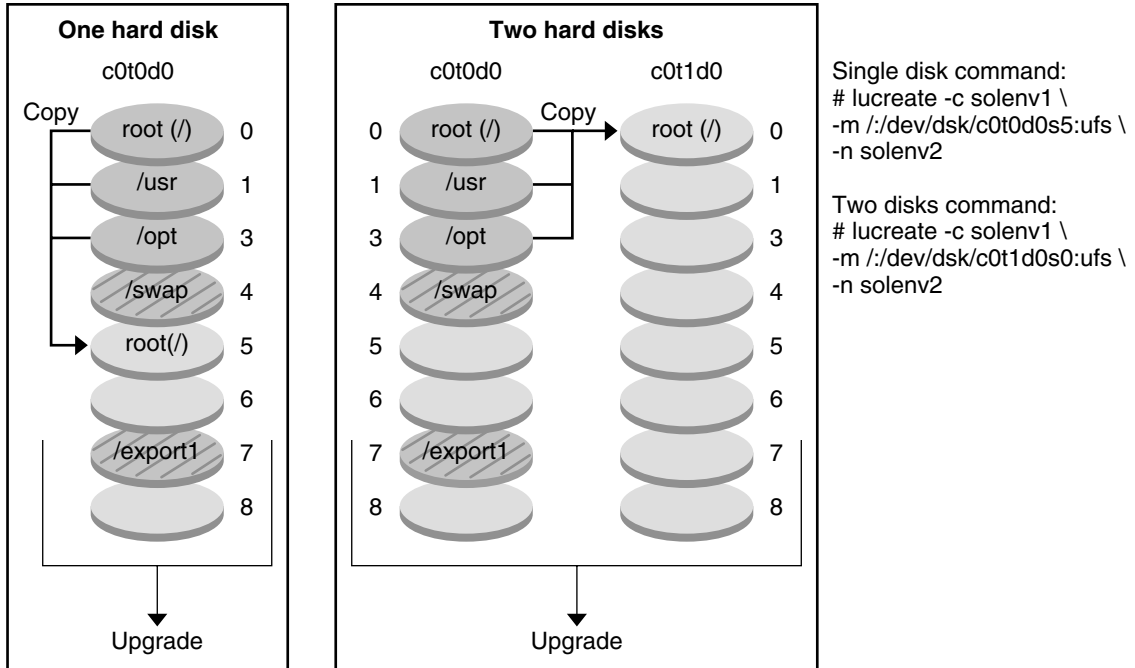 One hard disk
c0t0d0
Copy
root (/) 0
/usr 1
/opt 3
/swap 4
root(/) 5
6
/export1 7
8
Upgrade
Two hard disks
c0t0d0 c0t1d0
Copy
0 root (/) root (/) 0
1 /usr 1
3 /opt 3
4 /swap 4
5 5
6 6
7 /export1 7
8 8
Upgrade
Single disk command:
# lucreate -c solenv1 \
-m /:/dev/dsk/c0t0d0s5:ufs \
-n solenv2
Two disks command:
# lucreate -c solenv1 \
-m /:/dev/dsk/c0t1d0s0:ufs \
-n solenv2